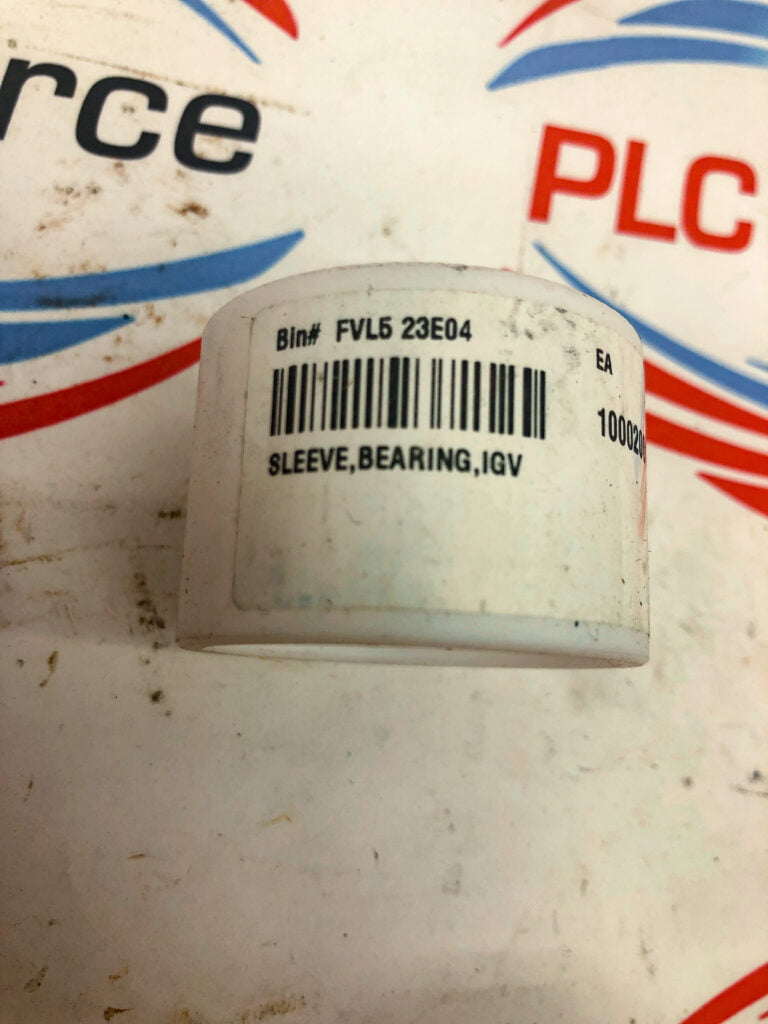 rce
PLC
Bin# FVL5 23E04
EA
SLEEVE,BEARING,IGV